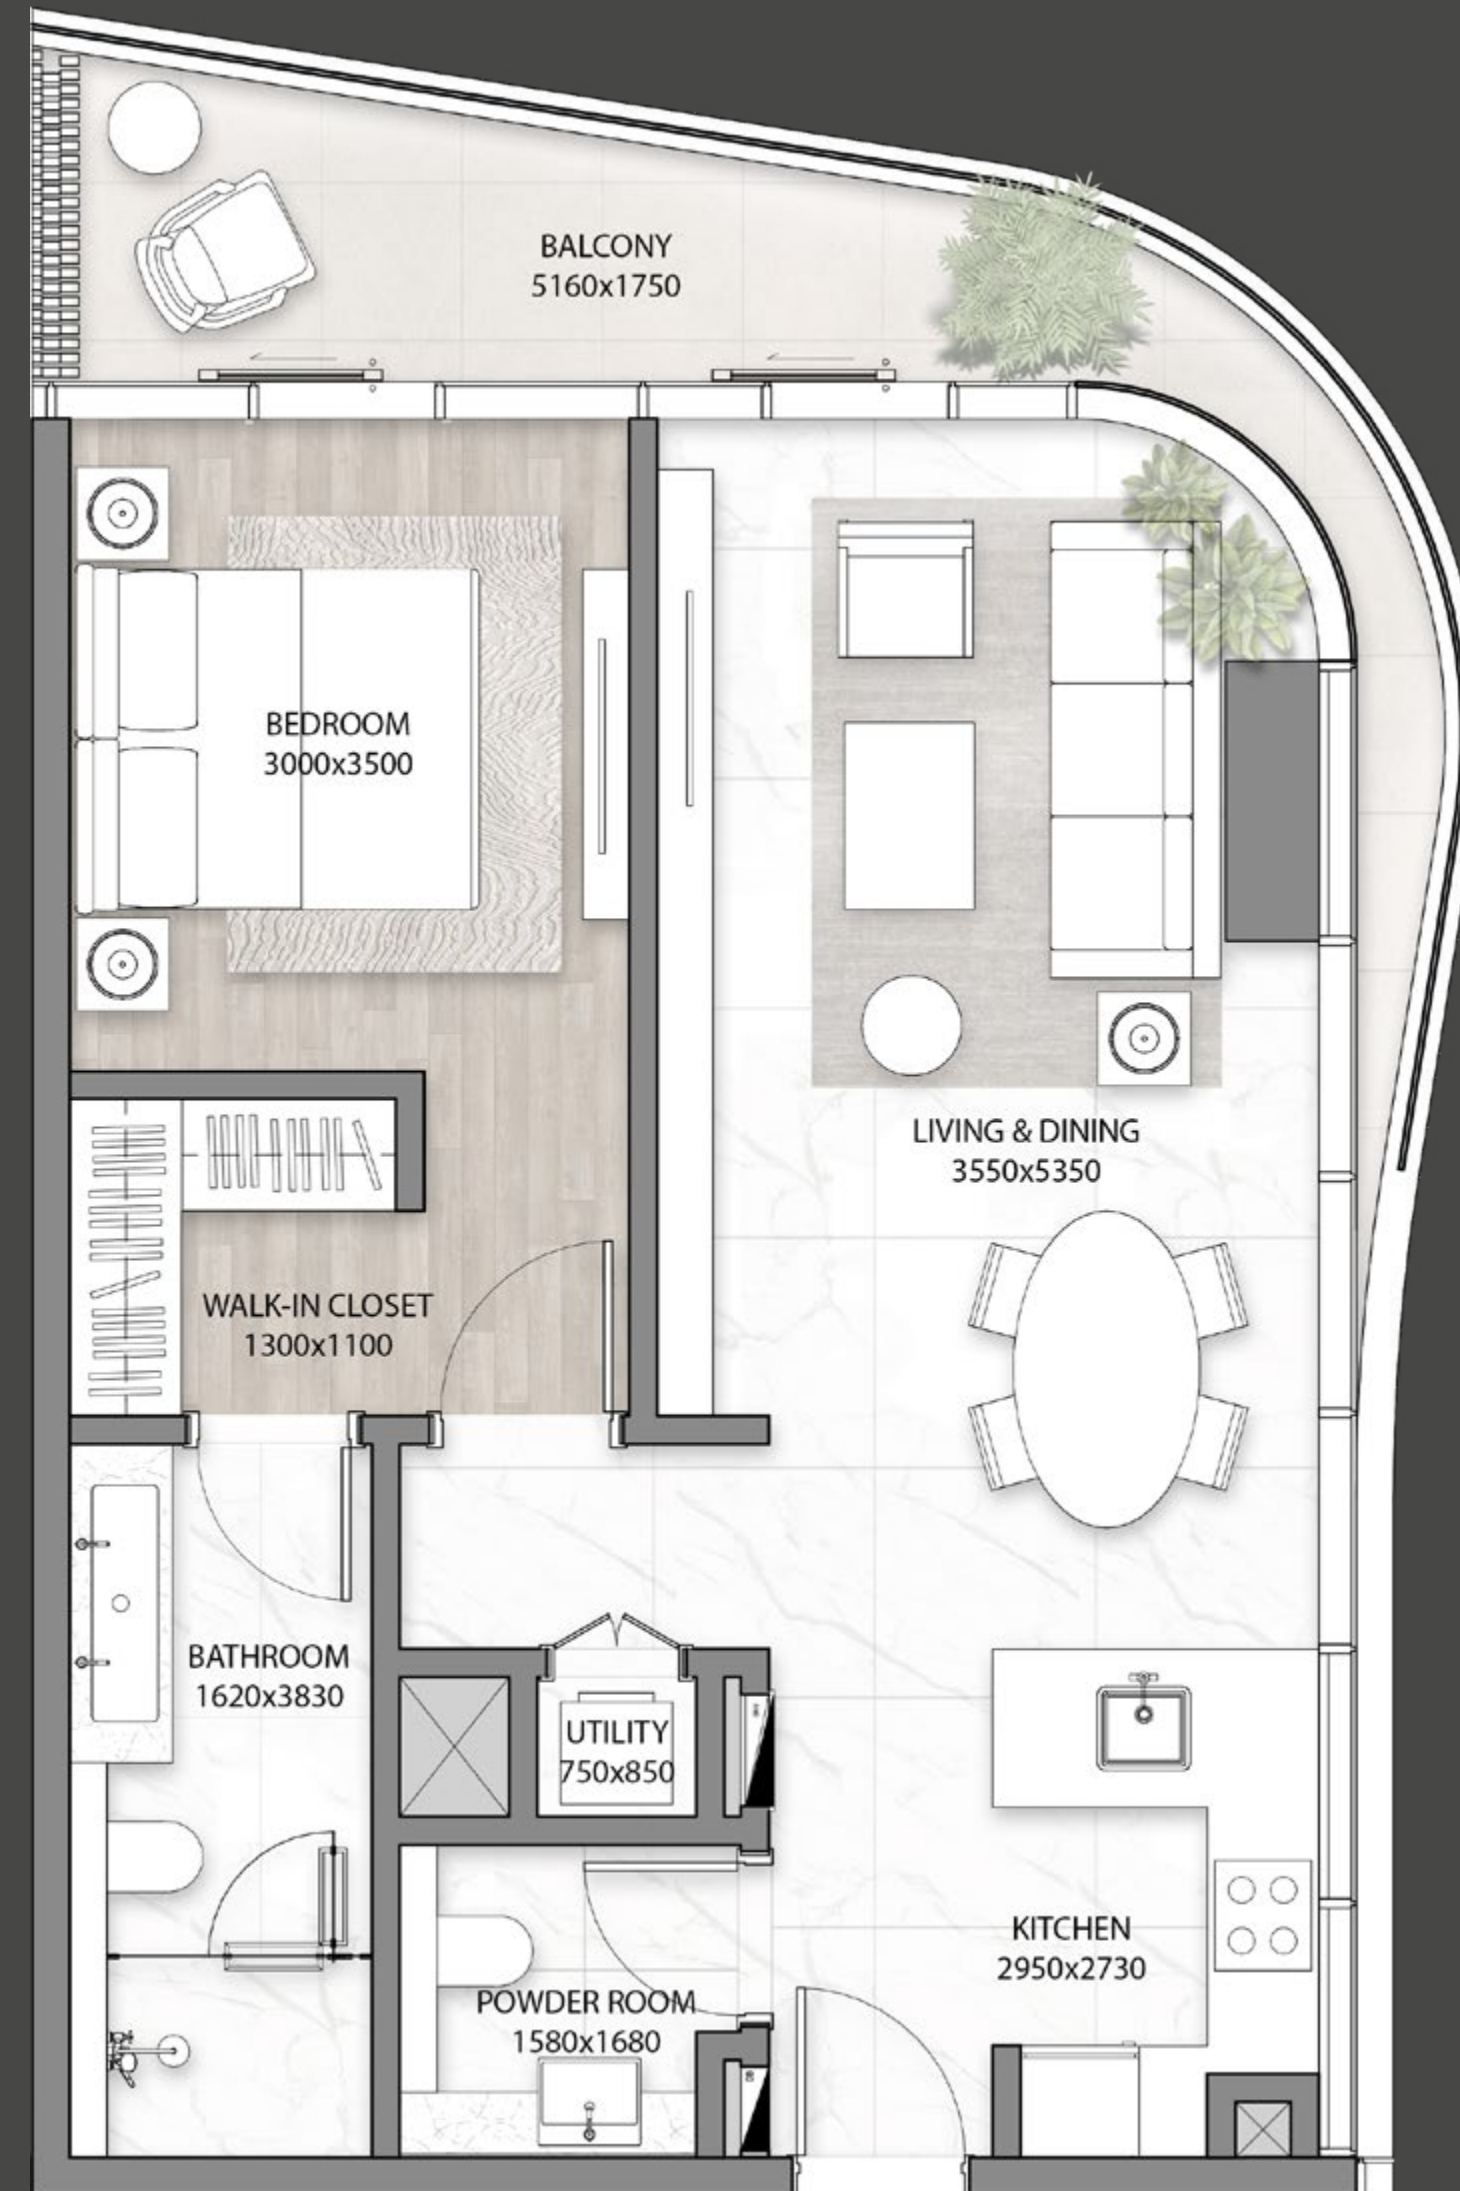 BALCONY
5160x1750
BEDROOM
3000x3500
LIVING & DINING
3550x5350
WALK-IN CLOSET
1300x1100
BATHROOM
1620x3830
UTILITY
750x850
KITCHEN
2950x2730
POWDER ROOM
1580x1680
DB